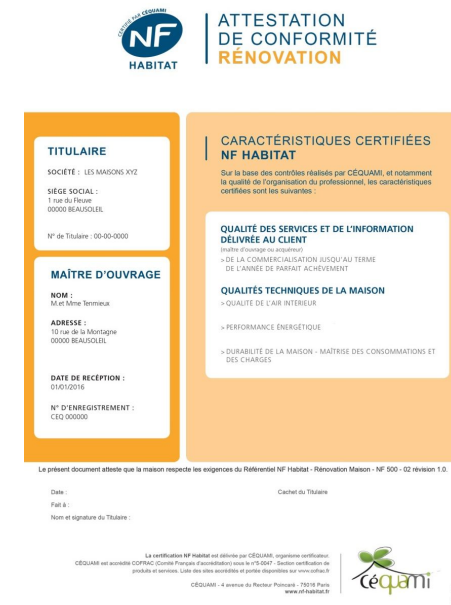 CERTIFIÉ PAR CÉQUAMI
NF
HABITAT
ATTESTATION
DE CONFORMITÉ
RÉNOVATION
TITULAIRE
SOCIÉTÉ : LES MAISONS XYZ
SIÈGE SOCIAL :
1 rue du Fleuve
00000 BEAUSOLEIL
N° de Titulaire : 00-00-0000
MAÎTRE D'OUVRAGE
NOM :
M.et Mme Tenmieux
ADRESSE :
10 rue de la Montagne
00000 BEAUSOLEIL
DATE DE RECÉPTION :
01/01/2016
N° D'ENREGISTREMENT :
CEQ 000000
CARACTÉRISTIQUES CERTIFIÉES
NF HABITAT
Sur la base des contrôles réalisés par CÉQUAMI, et notamment
la qualité de l'organisation du professionnel, les caractéristiques
certifiées sont les suivantes :
QUALITÉ DES SERVICES ET DE L'INFORMATION
DÉLIVRÉE AU CLIENT
(maître d'ouvrage ou acquéreur)
> DE LA COMMERCIALISATION JUSQU'AU TERME
DE L'ANNÉE DE PARFAIT ACHÈVEMENT
QUALITÉS TECHNIQUES DE LA MAISON
> QUALITÉ DE L'AIR INTÉRIEUR
> PERFORMANCE ÉNERGÉTIQUE
> DURABILITÉ DE LA MAISON - MAÎTRISE DES CONSOMMATIONS ET
DES CHARGES
Le présent document atteste que la maison respecte les exigences du Référentiel NF Habitat - Rénovation Maison - NF 500 - 02 révision 1.0.
Date :
Cachet du Titulaire
Fait à :
Nom et signature du Titulaire :
La certification NF Habitat est délivrée par CÉQUAMI, organisme certificateur.
CÉQUAMI est accrédité COFRAC (Comité Français d'accréditation) sous le n°5-0047 - Section certification de
produits et services. Liste des sites accrédités et portée disponibles sur www.cofrac.fr
CÉQUAMI - 4 avenue du Recteur Poincaré - 75016 Paris
www.nf-habitat.fr
céquami